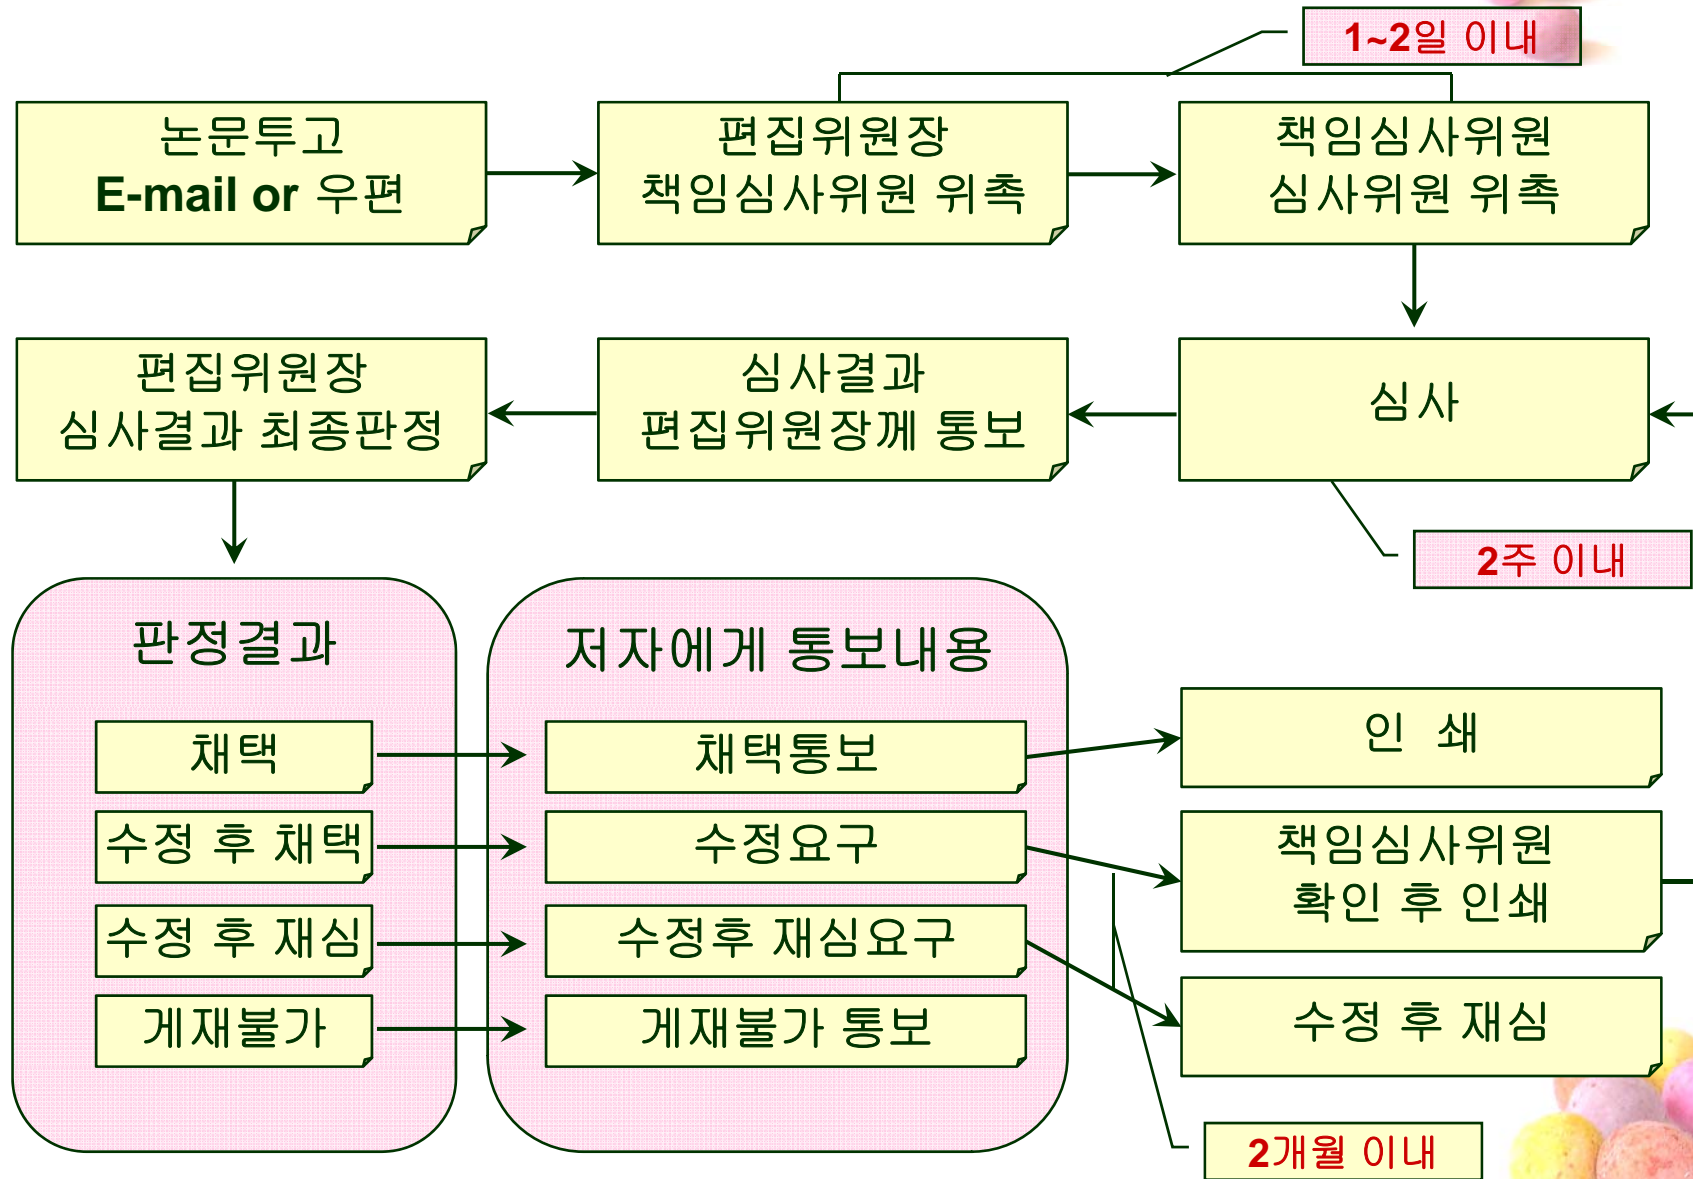 1~2일 이내
논문투고
E-mail or 우편
편집위원장
책임심사위원 위촉
책임심사위원
심사위원 위촉
편집위원장
심사결과 최종판정
심사결과
편집위원장께 통보
심사
2주 이내
판정결과
채택
수정 후 채택
수정 후 재심
게재불가
저자에게 통보내용
채택통보
수정요구
수정후 재심요구
게재불가 통보
인 쇄
책임심사위원
확인 후 인쇄
수정 후 재심
2개월 이내